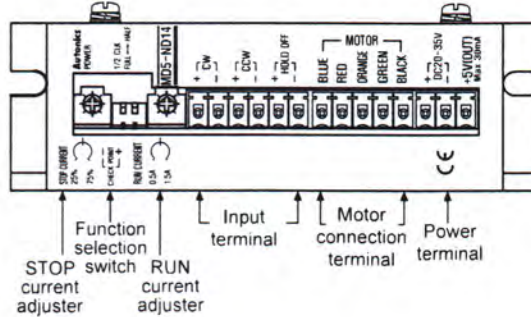 Autonics
POWER
1/2 CLK
FULL HALF
MD5-ND14
+ CW -
+ CCW -
+ HOLD OFF -
MOTOR
BLUE
RED
ORANGE
GREEN
BLACK
+ DC20-35V -
+5V(OUT)
Max 30mA
STOP CURRENT
25%
75%
CHECK POINT
- +
RUN CURRENT
0.5A
1.5A
CE
STOP
current
adjuster
Function
selection
switch
RUN
current
adjuster
Input
terminal
Motor
connection
terminal
Power
terminal